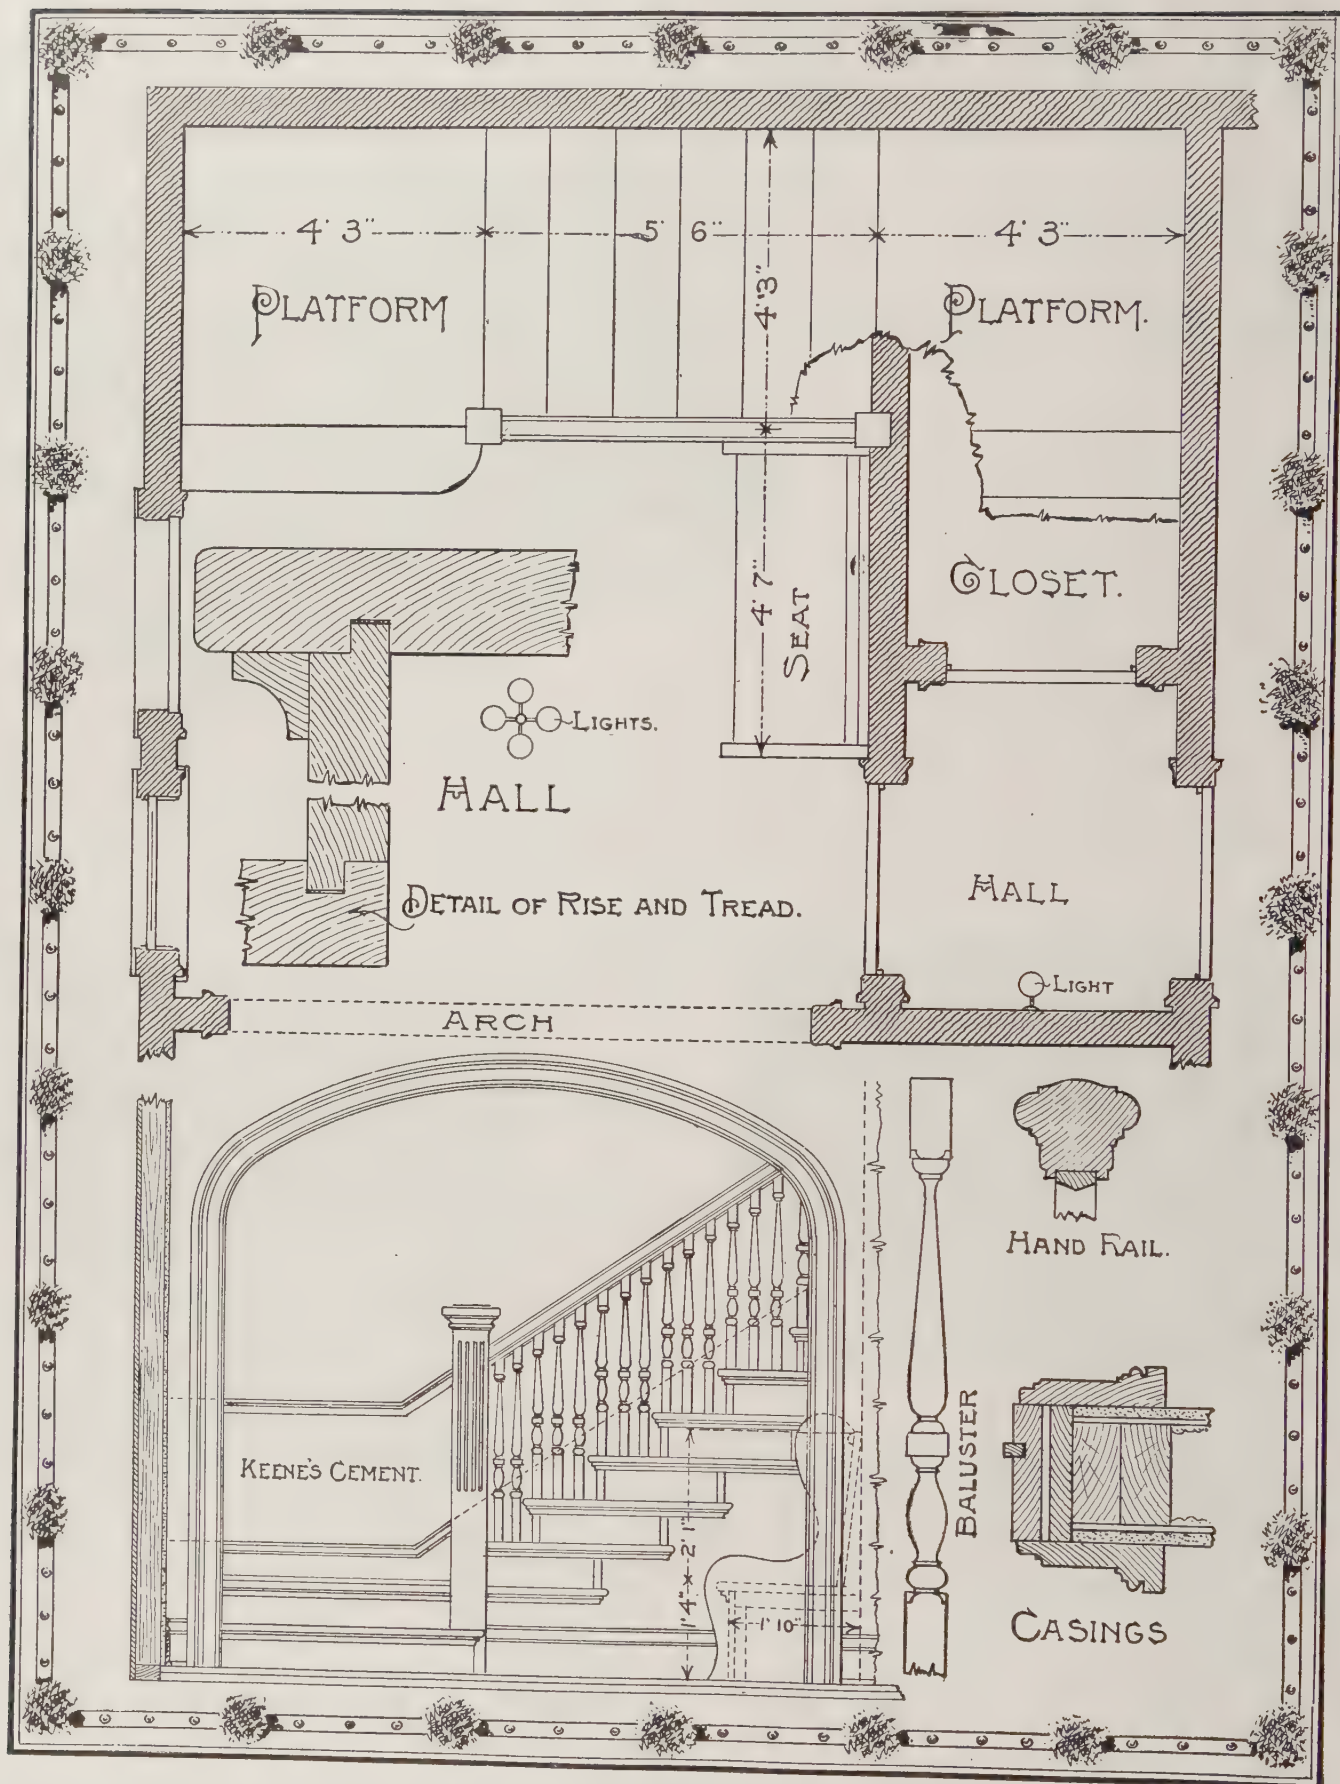 4' 3"
5' 6"
4' 3"
PLATFORM
4' 3"
PLATFORM.
4' 7"
SEAT
CLOSET.
LIGHTS.
HALL
HALL
DETAIL OF RISE AND TREAD.
LIGHT
ARCH
HAND RAIL.
KEENE'S CEMENT.
BALUSTER
2' 1"
1' 4"
1' 10"
CASINGS